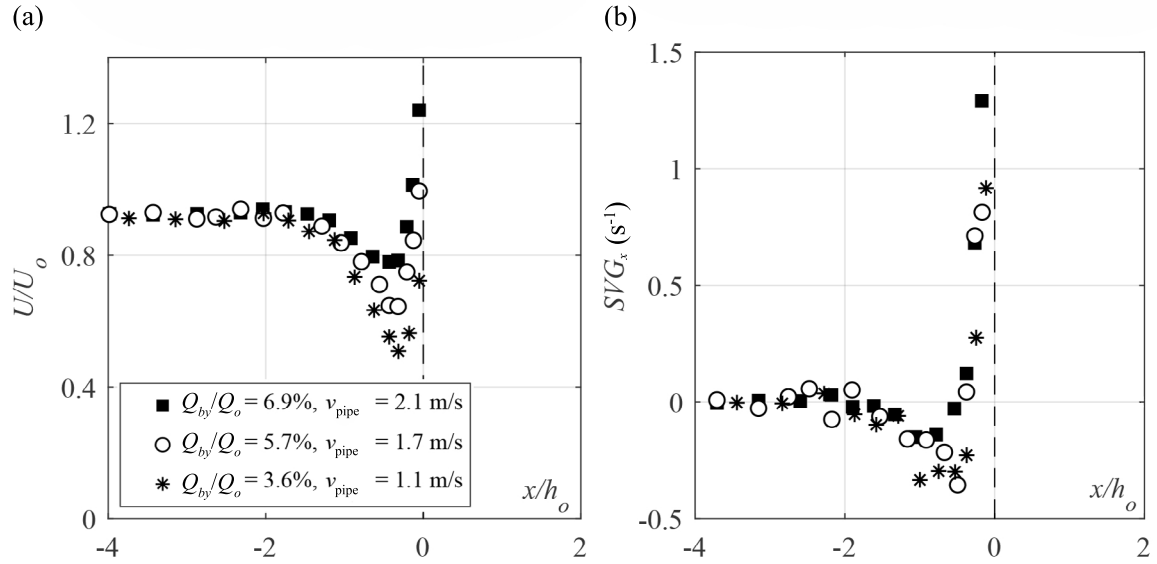 (a)
(b)
1.2
0.8
0.4
0
U/U_o
Q_by/Q_o = 6.9%, v_pipe = 2.1 m/s
Q_by/Q_o = 5.7%, v_pipe = 1.7 m/s
Q_by/Q_o = 3.6%, v_pipe = 1.1 m/s
x/h_o
-4
-2
0
2
1.5
1
0.5
0
-0.5
SVG_x (s^-1)
x/h_o
-4
-2
0
2